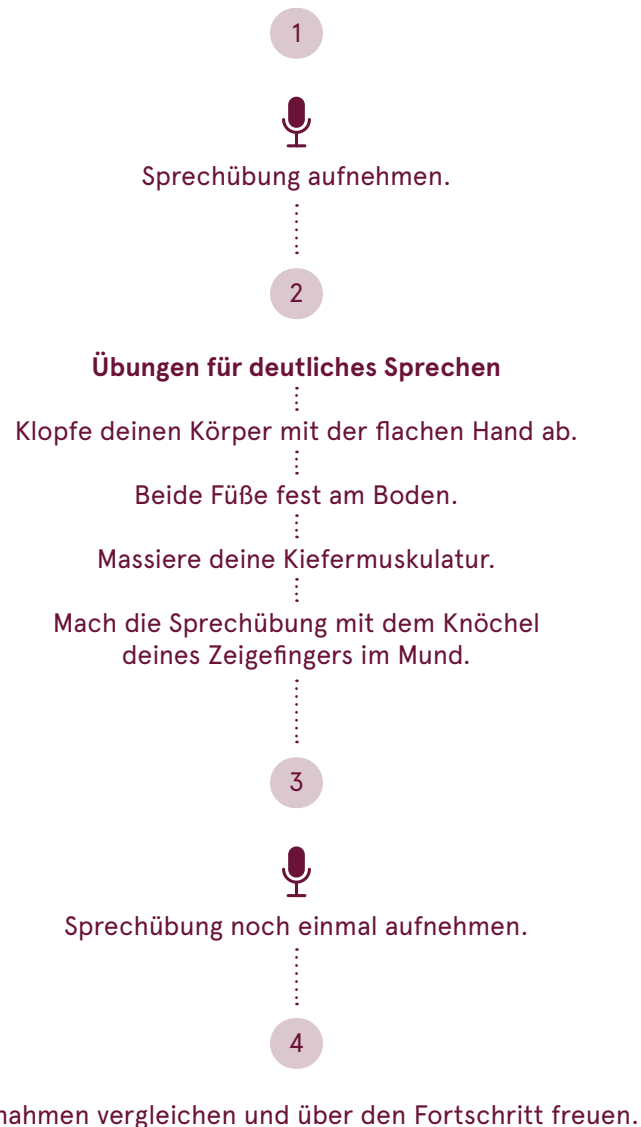 1
Sprechübung aufnehmen.
2
Übungen für deutliches Sprechen
Klopfe deinen Körper mit der flachen Hand ab.
Beide Füße fest am Boden.
Massiere deine Kiefermuskulatur.
Mach die Sprechübung mit dem Knöchel
deines Zeigefingers im Mund.
3
Sprechübung noch einmal aufnehmen.
4
vergleichen und über den Fortschritt freuen.